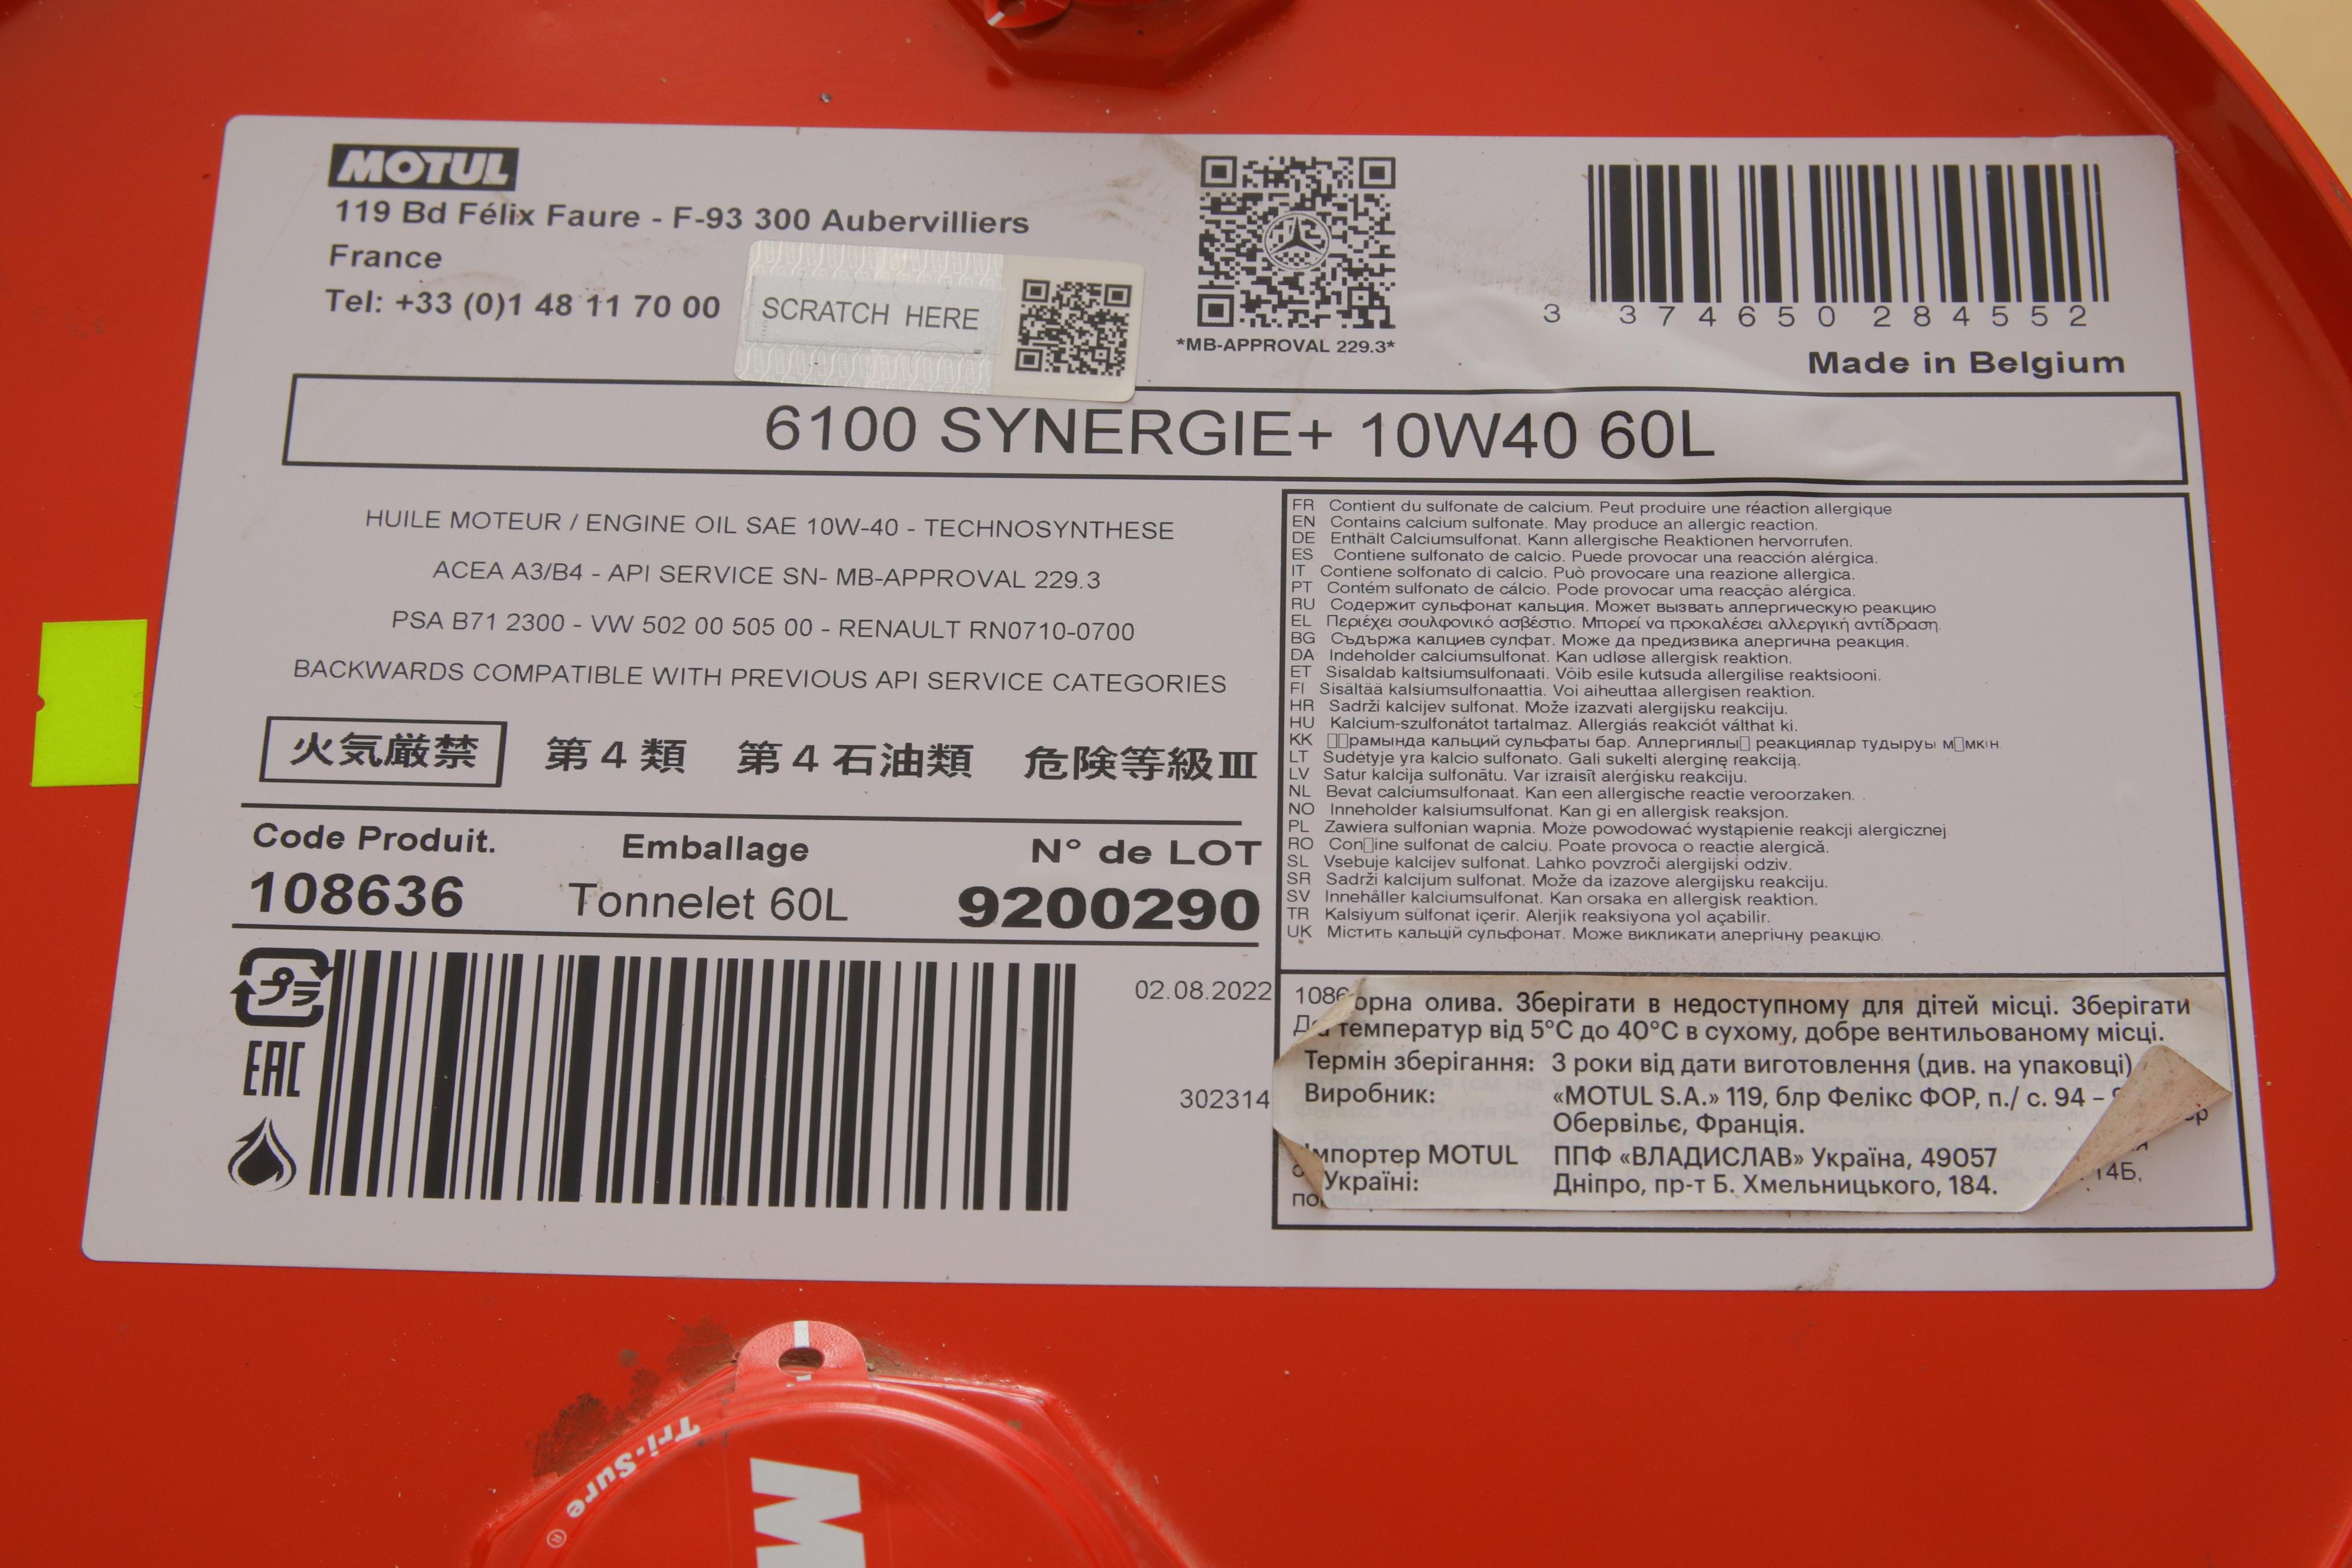 MOTUL
119 Bd Félix Faure - F-93 300 Aubervilliers
France
Tel: +33 (0)1 48 11 70 00
SCRATCH HERE
*MB-APPROVAL 229.3*
3 374650 284552
Made in Belgium
6100 SYNERGIE+ 10W40 60L
HUILE MOTEUR / ENGINE OIL SAE 10W-40 - TECHNOSYNTHESE
ACEA A3/B4 - API SERVICE SN- MB-APPROVAL 229.3
PSA B71 2300 - VW 502 00 505 00 - RENAULT RN0710-0700
BACKWARDS COMPATIBLE WITH PREVIOUS API SERVICE CATEGORIES
火気厳禁 第4類 第4石油類 危険等級Ⅲ
Code Produit. Emballage N° de LOT
108636 Tonnelet 60L 9200290
プラ
EAC
02.08.2022
302314
FR Contient du sulfonate de calcium. Peut produire une réaction allergique
EN Contains calcium sulfonate. May produce an allergic reaction.
DE Enthält Calciumsulfonat. Kann allergische Reaktionen hervorrufen.
ES Contiene sulfonato de calcio. Puede provocar una reacción alérgica.
IT Contiene solfonato di calcio. Può provocare una reazione allergica.
PT Contém sulfonato de cálcio. Pode provocar uma reacção alérgica.
RU Содержит сульфонат кальция. Может вызвать аллергическую реакцию
EL Περιέχει σουλφονικό ασβέστιο. Μπορεί να προκαλέσει αλλεργική αντίδραση.
BG Съдържа калциев сулфат. Може да предизвика алергична реакция.
DA Indeholder calciumsulfonat. Kan udløse allergisk reaktion.
ET Sisaldab kaltsiumsulfonaati. Võib esile kutsuda allergilise reaktsiooni.
FI Sisältää kalsiumsulfonaattia. Voi aiheuttaa allergisen reaktion.
HR Sadrži kalcijev sulfonat. Može izazvati alergijsku reakciju.
HU Kalcium-szulfonátot tartalmaz. Allergiás reakciót válthat ki.
KK □□рамында кальций сульфаты бар. Аллергиялы□ реакциялар тудыруы м□мкін
LT Sudėtyje yra kalcio sulfonato. Gali sukelti alerginę reakciją.
LV Satur kalcija sulfonātu. Var izraisīt alerģisku reakciju.
NL Bevat calciumsulfonaat. Kan een allergische reactie veroorzaken.
NO Inneholder kalsiumsulfonat. Kan gi en allergisk reaksjon.
PL Zawiera sulfonian wapnia. Może powodować wystąpienie reakcji alergicznej
RO Con□ine sulfonat de calciu. Poate provoca o reacție alergică.
SL Vsebuje kalcijev sulfonat. Lahko povzroči alergijski odziv.
SR Sadrži kalcijum sulfonat. Može da izazove alergijsku reakciju.
SV Innehåller kalciumsulfonat. Kan orsaka en allergisk reaktion.
TR Kalsiyum sülfonat içerir. Alerjik reaksiyona yol açabilir.
UK Містить кальцій сульфонат. Може викликати алергічну реакцію.
1086
орна олива. Зберігати в недоступному для дітей місці. Зберігати
температур від 5°C до 40°C в сухому, добре вентильованому місці.
Термін зберігання: 3 роки від дати виготовлення (див. на упаковці)
Виробник: «MOTUL S.A.» 119, блр Фелікс ФОР, п./ с. 94 –
Обервільє, Франція.
мпортер MOTUL ППФ «ВЛАДИСЛАВ» Україна, 49057
Україні: Дніпро, пр-т Б. Хмельницького, 184.
14Б,
Tri-Sure ®
M